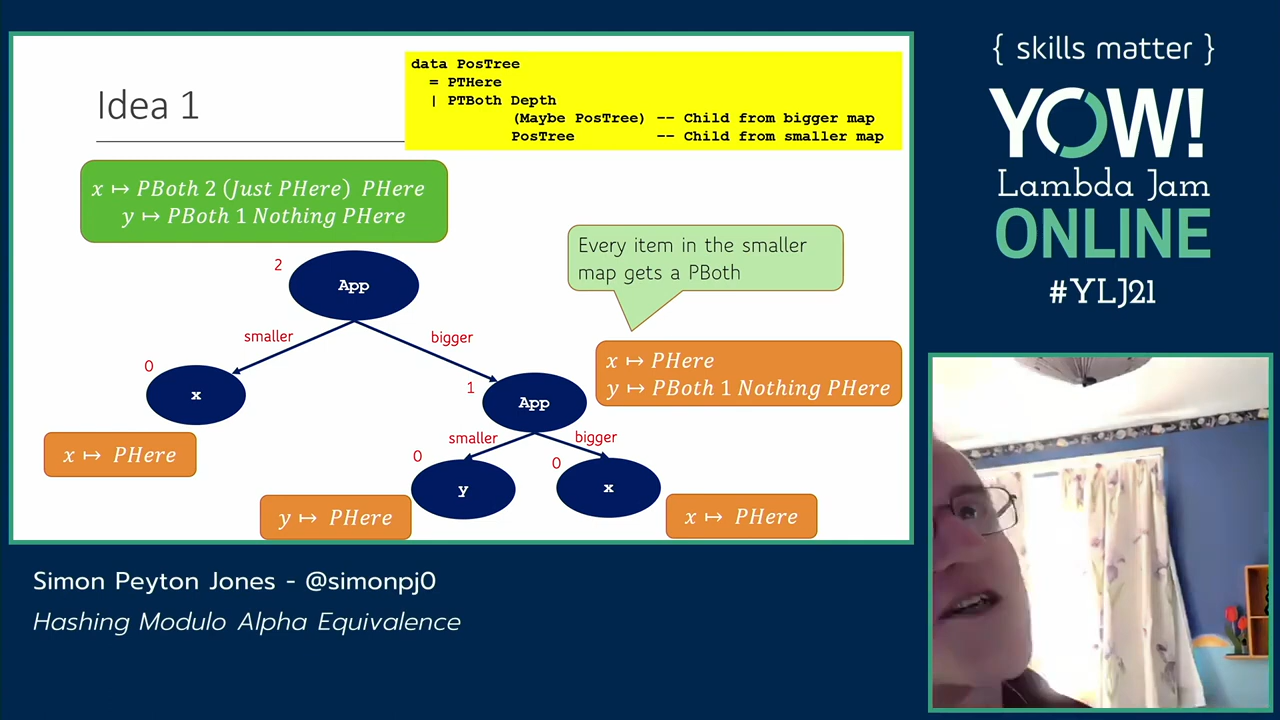 Idea 1
data PosTree
= PTHere
| PTBoth Depth
(Maybe PosTree) -- Child from bigger map
PosTree -- Child from smaller map
x ↦ PBoth 2 (Just PHere) PHere
y ↦ PBoth 1 Nothing PHere
Every item in the smaller
map gets a PBoth
2
App
smaller
bigger
0
x
x ↦ PHere
1
App
x ↦ PHere
y ↦ PBoth 1 Nothing PHere
smaller
bigger
0
y
y ↦ PHere
0
x
x ↦ PHere
{ skills matter }
YOW!
Lambda Jam
ONLINE
#YLJ21
Simon Peyton Jones - @simonpj0
Hashing Modulo Alpha Equivalence